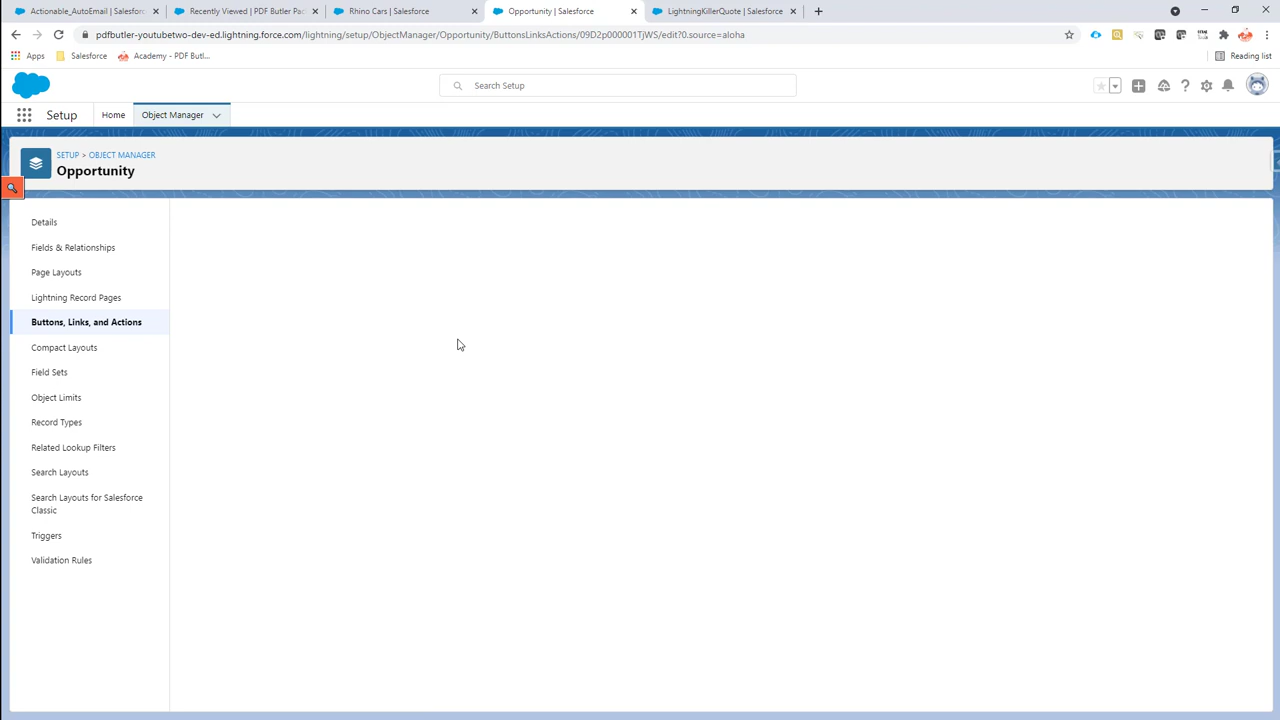 Actionable_AutoEmail | Salesforc
Recently Viewed | PDF Butler Pac
Rhino Cars | Salesforce
Opportunity | Salesforce
LightningKillerQuote | Salesforce
pdfbutler-youtubetwo-dev-ed.lightning.force.com/lightning/setup/ObjectManager/Opportunity/ButtonsLinksActions/09D2p000001TjWS/edit?0.source=aloha
Apps
Salesforce
Academy - PDF Butl...
Reading list
Search Setup
Setup
Home
Object Manager
SETUP > OBJECT MANAGER
Opportunity
Details
Fields & Relationships
Page Layouts
Lightning Record Pages
Buttons, Links, and Actions
Compact Layouts
Field Sets
Object Limits
Record Types
Related Lookup Filters
Search Layouts
Search Layouts for Salesforce
Classic
Triggers
Validation Rules